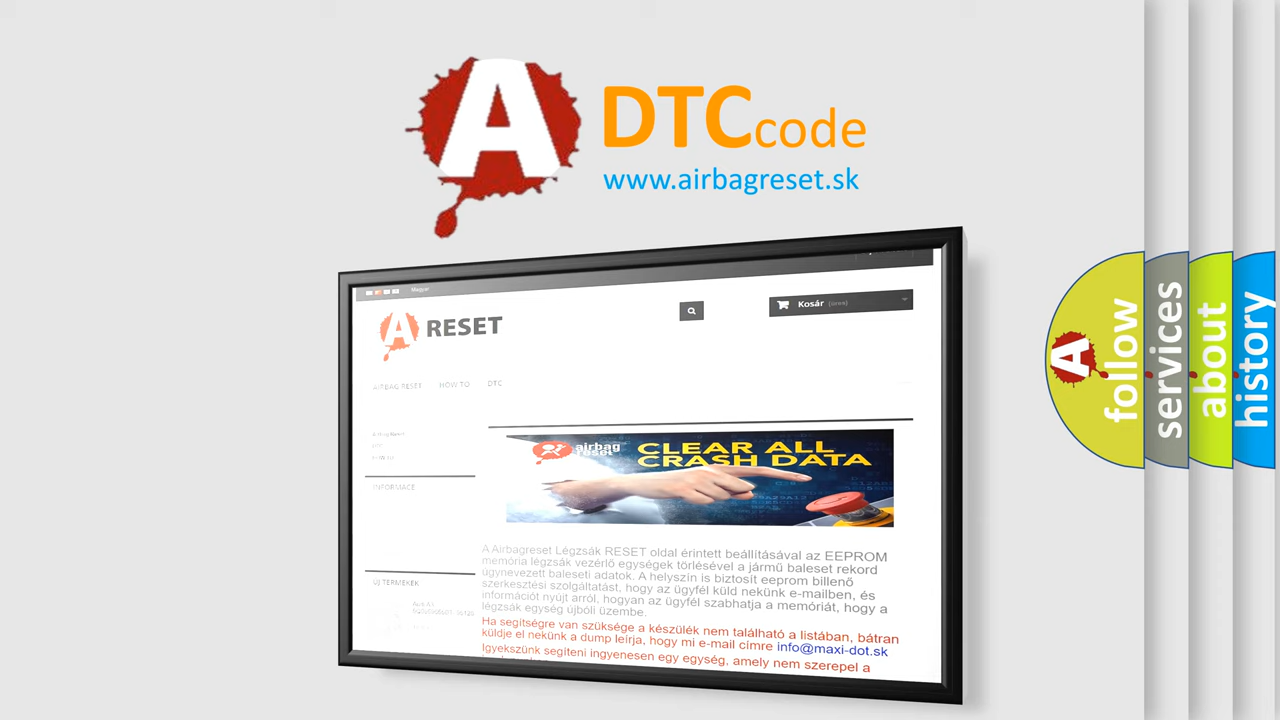 A DTC code
www.airbagreset.sk
Magyar
A RESET
Kosár (üres)
AIRBAG RESET HOW TO DTC
INFORMACE
ÚJ TERMÉKEK
airbag
reset
CLEAR ALL
CRASH DATA
A Airbagreset Légzsák RESET oldal érintett beállításával az EEPROM
memória légzsák vezérlő egységek törlésével a jármű baleset rekord
úgynevezett baleseti adatok. A helyszín is biztosít eeprom billenő
szerkesztési szolgáltatást, hogy az ügyfél küld nekünk e-mailben, és
információt nyújt arról, hogyan az ügyfél szabhatja a memóriát, hogy a
légzsák egység újbóli üzembe.
Ha segítségre van szüksége a készülék nem található a listában, bátran
küldje el nekünk a dump leírja, hogy mi e-mail címre info@maxi-dot.sk
Igyekszünk segíteni ingyenesen egy egység, amely nem szerepel a
A
follow
services
about
history